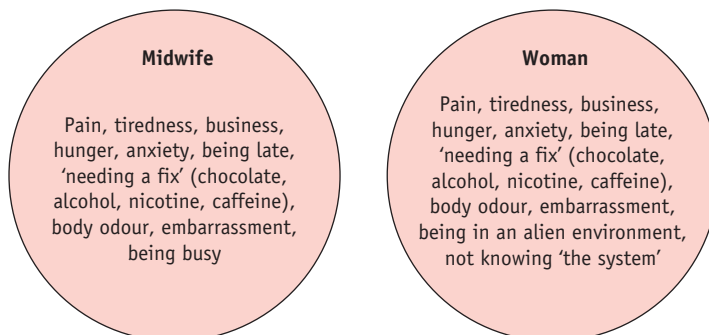 Midwife
Pain, tiredness, business,
hunger, anxiety, being late,
‘needing a fix’ (chocolate,
alcohol, nicotine, caffeine),
body odour, embarrassment,
being busy
Woman
Pain, tiredness, business,
hunger, anxiety, being late,
‘needing a fix’ (chocolate,
alcohol, nicotine, caffeine),
body odour, embarrassment,
being in an alien environment,
not knowing ‘the system’